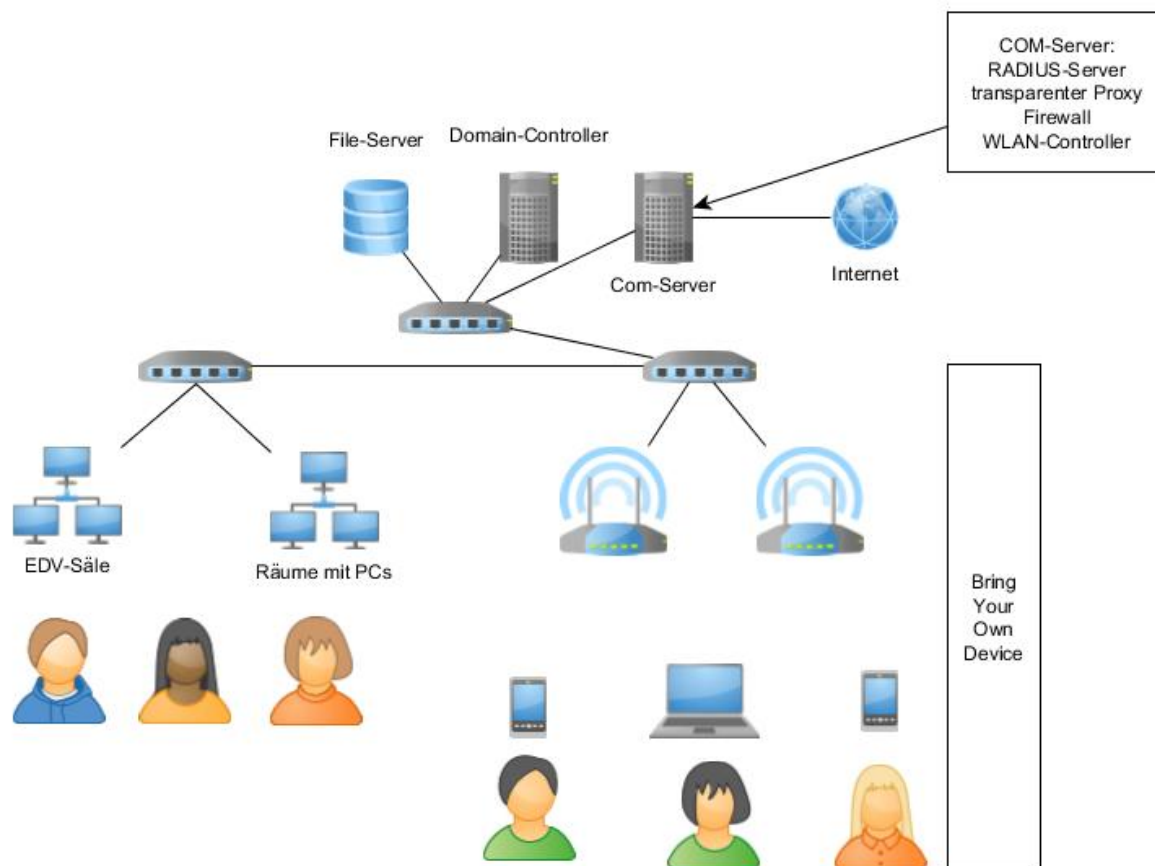 COM-Server:
RADIUS-Server
transparenter Proxy
Firewall
WLAN-Controller
File-Server
Domain-Controller
Com-Server
Internet
EDV-Säle
Räume mit PCs
Bring
Your
Own
Device